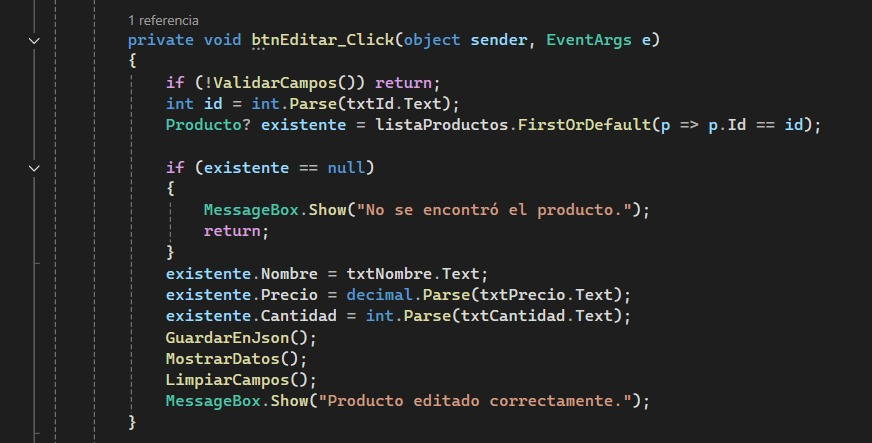 1 referencia
private void btnEditar_Click(object sender, EventArgs e)
{
if (!ValidarCampos()) return;
int id = int.Parse(txtId.Text);
Producto? existente = listaProductos.FirstOrDefault(p => p.Id == id);
if (existente == null)
{
MessageBox.Show("No se encontró el producto.");
return;
}
existente.Nombre = txtNombre.Text;
existente.Precio = decimal.Parse(txtPrecio.Text);
existente.Cantidad = int.Parse(txtCantidad.Text);
GuardarEnJson();
MostrarDatos();
LimpiarCampos();
MessageBox.Show("Producto editado correctamente.");
}